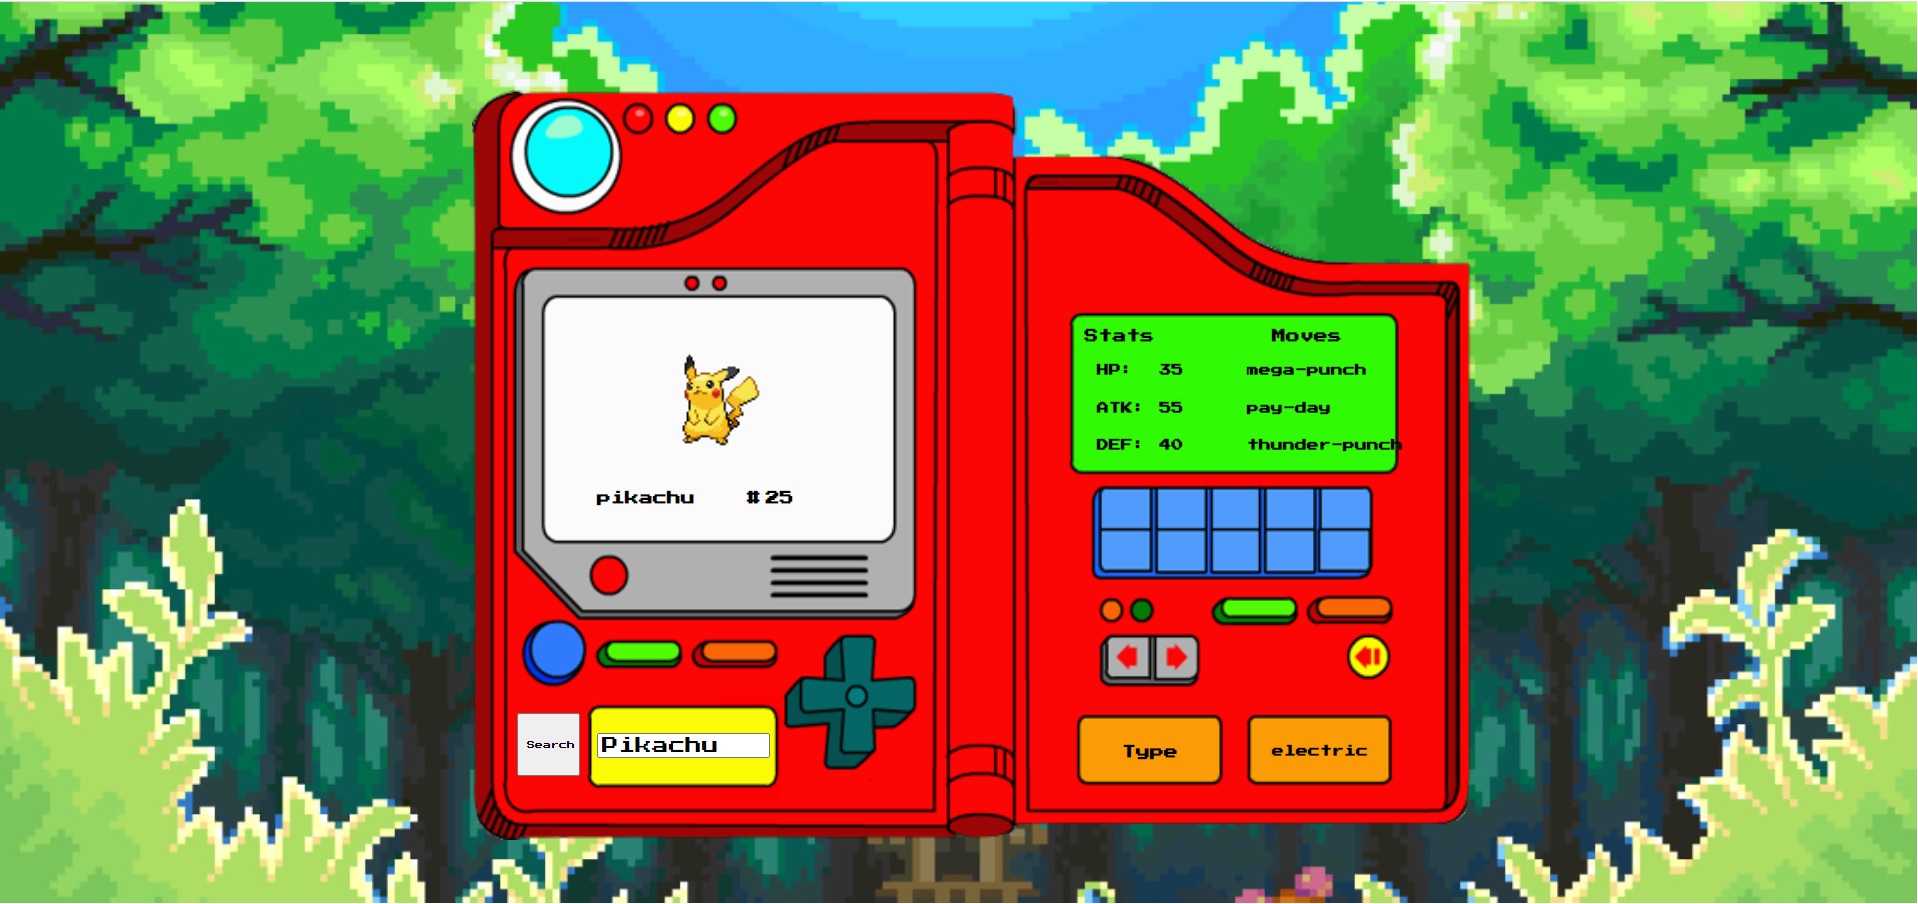 Stats Moves
HP: 35 mega-punch
ATK: 55 pay-day
DEF: 40 thunder-punch
pikachu #25
Search Pikachu
Type electric